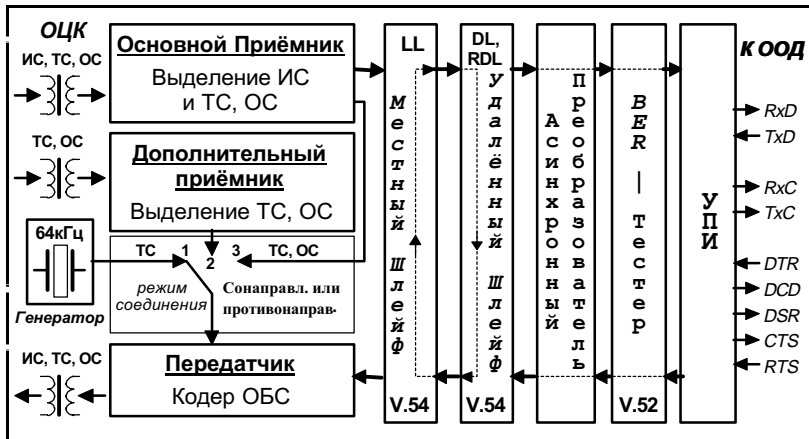 ОЦК
ИС, ТС, ОС
Основной Приёмник
Выделение ИС
и ТС, ОС
ТС, ОС
Дополнительный
приёмник
Выделение ТС, ОС
64кГц
Генератор
ТС
1
2
3
ТС, ОС
режим
соединения
Сонаправл. или
противонаправ.
ИС, ТС, ОС
Передатчик
Кодер ОБС
LL
Местный Шлейф
V.54
DL,
RDL
Удалённый Шлейф
V.54
Асинхронный
Преобразователь
BER | Тестер
V.52
УПИ
К ООД
RxD
TxD
RxC
TxC
DTR
DCD
DSR
CTS
RTS